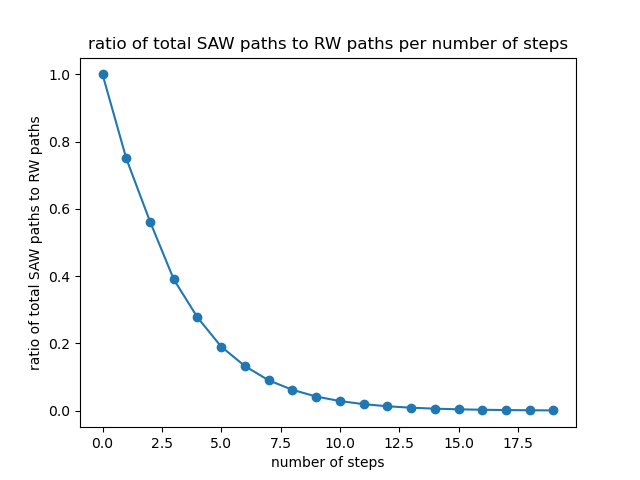 ratio of total SAW paths to RW paths per number of steps
ratio of total SAW paths to RW paths
1.0
0.8
0.6
0.4
0.2
0.0
0.0 2.5 5.0 7.5 10.0 12.5 15.0 17.5
number of steps